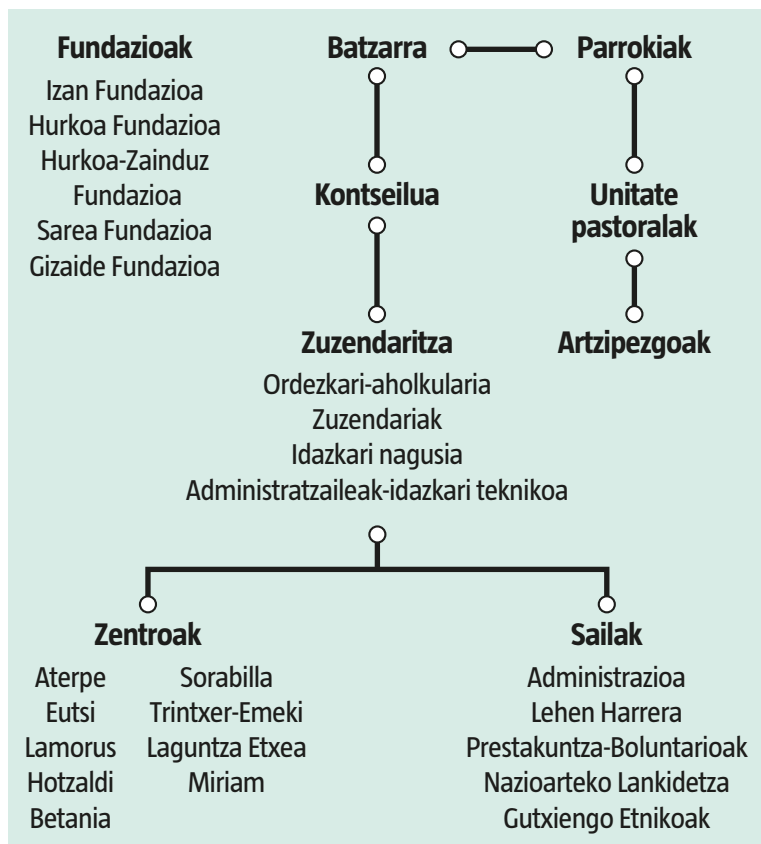 Fundazioak
Izan Fundazioa
Hurkoa Fundazioa
Hurkoa-Zainduz
Fundazioa
Sarea Fundazioa
Gizaide Fundazioa
Batzarra
Parrokiak
Kontseilua
Unitate
pastoralak
Zuzendaritza
Artzipezgoak
Ordezkari-aholkularia
Zuzendariak
Idazkari nagusia
Administratzaileak-idazkari teknikoa
Zentroak
Aterpe
Eutsi
Lamorus
Hotzaldi
Betania
Sorabilla
Trintxer-Emeki
Laguntza Etxea
Miriam
Sailak
Administrazioa
Lehen Harrera
Prestakuntza-Boluntarioak
Nazioarteko Lankidetza
Gutxiengo Etnikoak